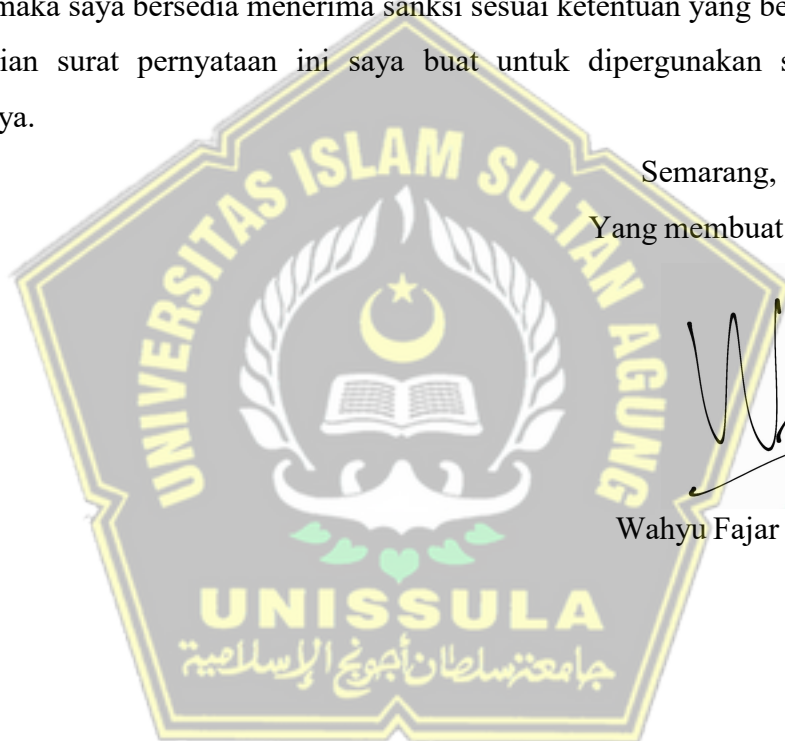 maka saya bersedia menerima sanksi sesuai ketentuan yang be
ian surat pernyataan ini saya buat untuk dipergunakan s
ya.
Semarang,
Yang membuat
Wahyu Fajar
UNIVERSITAS ISLAM SULTAN AGUNG
UNISSULA
جامعة سلطان أجونج الإسلامية